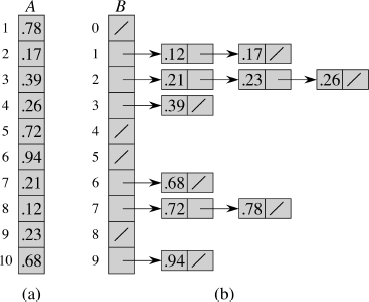 A B
1 .78 0
2 .17 1 .12 .17
3 .39 2 .21 .23 .26
4 .26 3 .39
5 .72 4
6 .94 5
7 .21 6 .68
8 .12 7 .72 .78
9 .23 8
10 .68 9 .94
(a) (b)